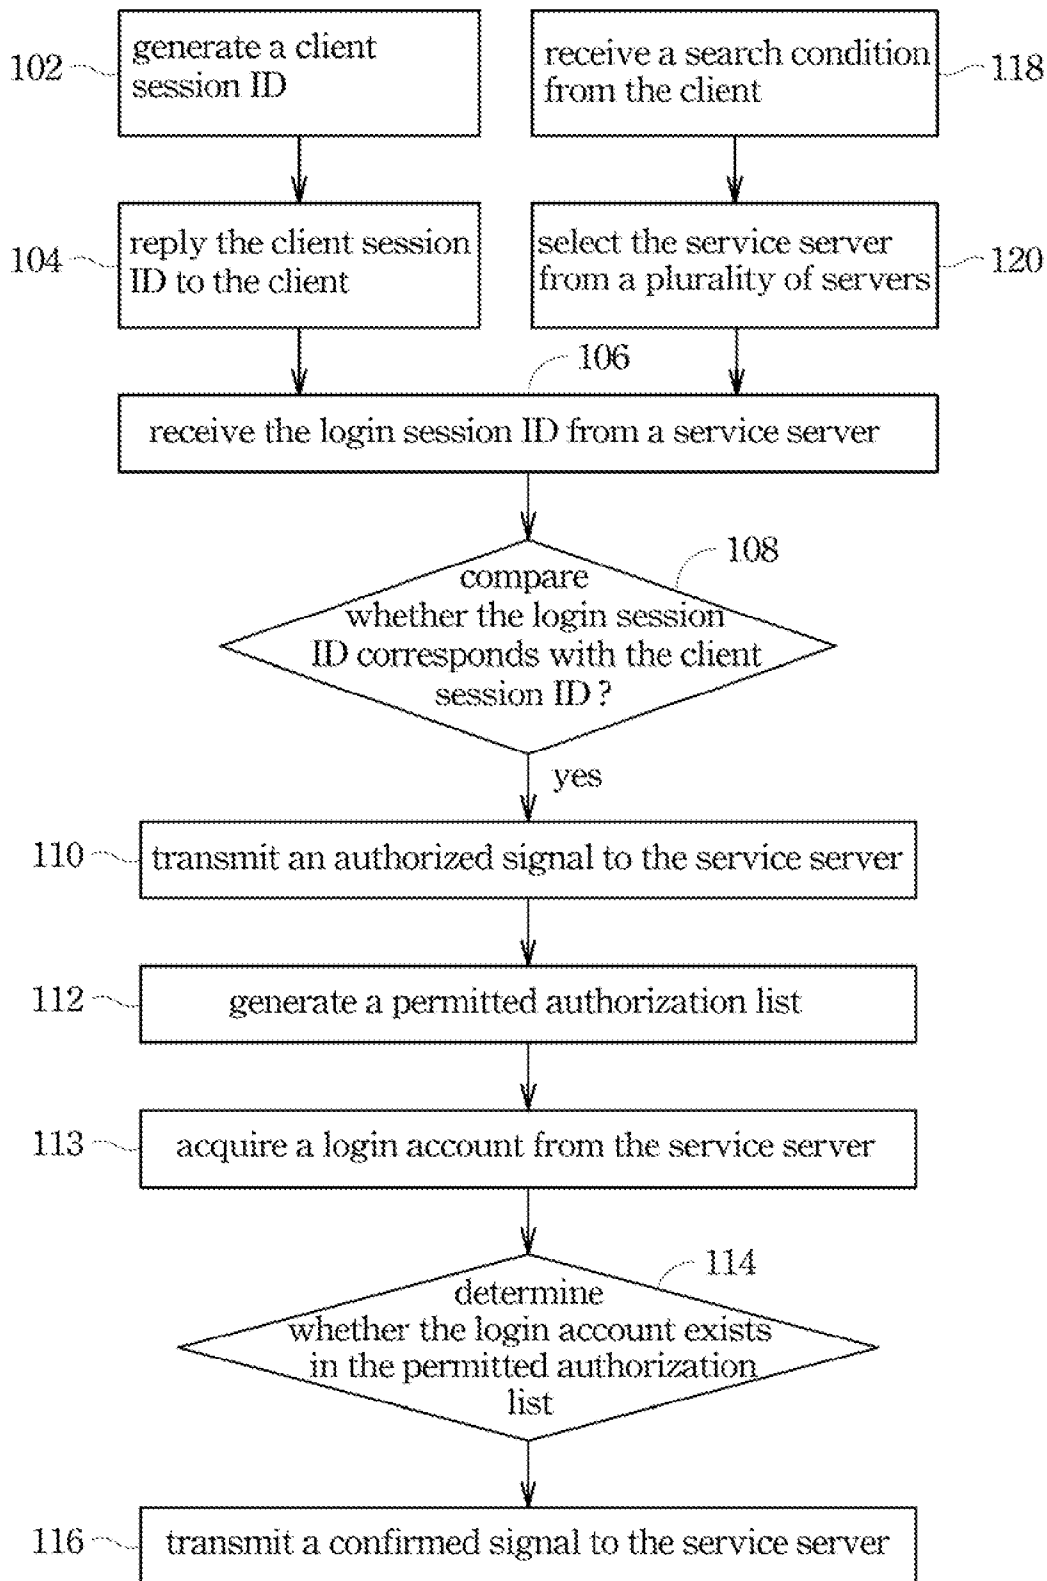 102
generate a client
session ID
receive a search condition
from the client
118
104
reply the client session
ID to the client
select the service server
from a plurality of servers
120
106
receive the login session ID from a service server
108
compare
whether the login session
ID corresponds with the client
session ID ?
yes
110
transmit an authorized signal to the service server
112
generate a permitted authorization list
113
acquire a login account from the service server
114
determine
whether the login account exists
in the permitted authorization
list
116
transmit a confirmed signal to the service server